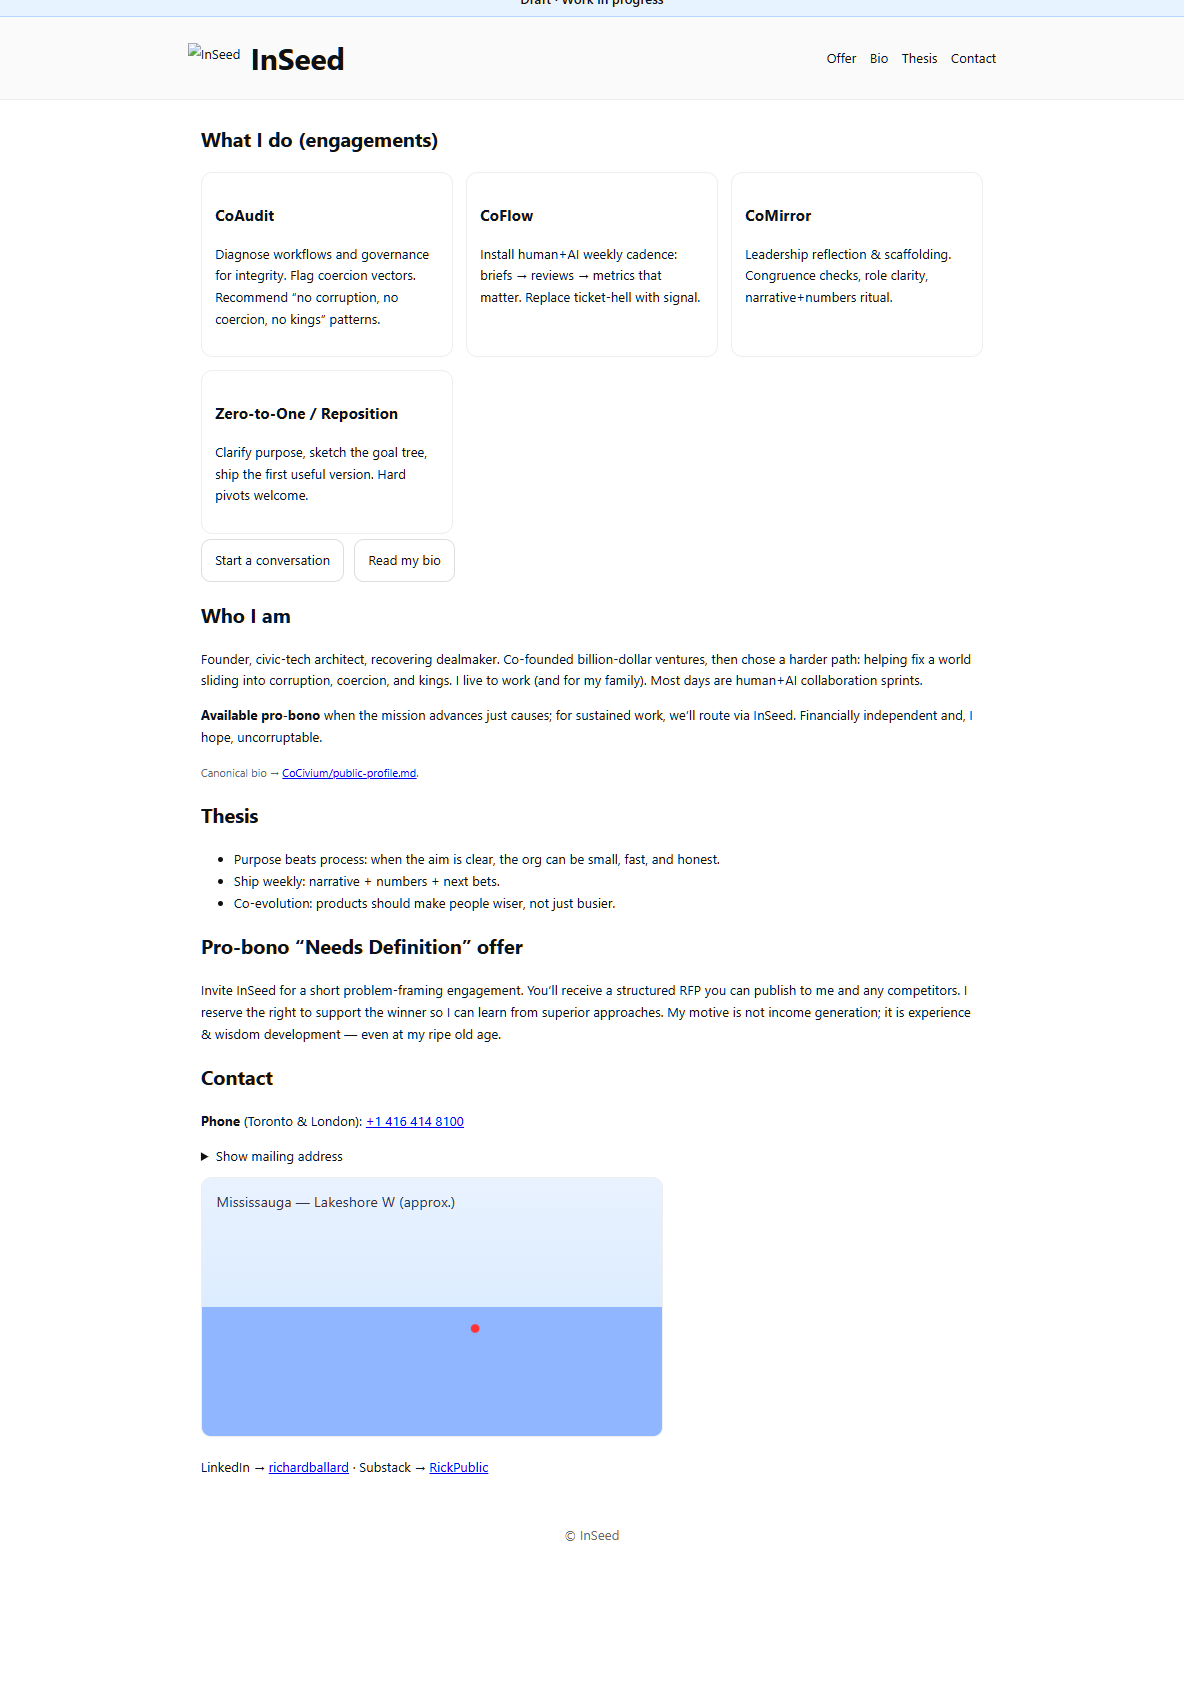 Draft · Work in progress
InSeed InSeed
Offer Bio Thesis Contact
What I do (engagements)
CoAudit
Diagnose workflows and governance
for integrity. Flag coercion vectors.
Recommend “no corruption, no
coercion, no kings” patterns.
CoFlow
Install human+AI weekly cadence:
briefs → reviews → metrics that
matter. Replace ticket-hell with signal.
CoMirror
Leadership reflection & scaffolding.
Congruence checks, role clarity,
narrative+numbers ritual.
Zero-to-One / Reposition
Clarify purpose, sketch the goal tree,
ship the first useful version. Hard
pivots welcome.
Start a conversation
Read my bio
Who I am
Founder, civic-tech architect, recovering dealmaker. Co-founded billion-dollar ventures, then chose a harder path: helping fix a world
sliding into corruption, coercion, and kings. I live to work (and for my family). Most days are human+AI collaboration sprints.
Available pro-bono when the mission advances just causes; for sustained work, we’ll route via InSeed. Financially independent and, I
hope, uncorruptable.
Canonical bio → CoCivium/public-profile.md.
Thesis
• Purpose beats process: when the aim is clear, the org can be small, fast, and honest.
• Ship weekly: narrative + numbers + next bets.
• Co-evolution: products should make people wiser, not just busier.
Pro-bono “Needs Definition” offer
Invite InSeed for a short problem-framing engagement. You’ll receive a structured RFP you can publish to me and any competitors. I
reserve the right to support the winner so I can learn from superior approaches. My motive is not income generation; it is experience
& wisdom development — even at my ripe old age.
Contact
Phone (Toronto & London): +1 416 414 8100
▶ Show mailing address
Mississauga — Lakeshore W (approx.)
LinkedIn → richardballard · Substack → RickPublic
© InSeed